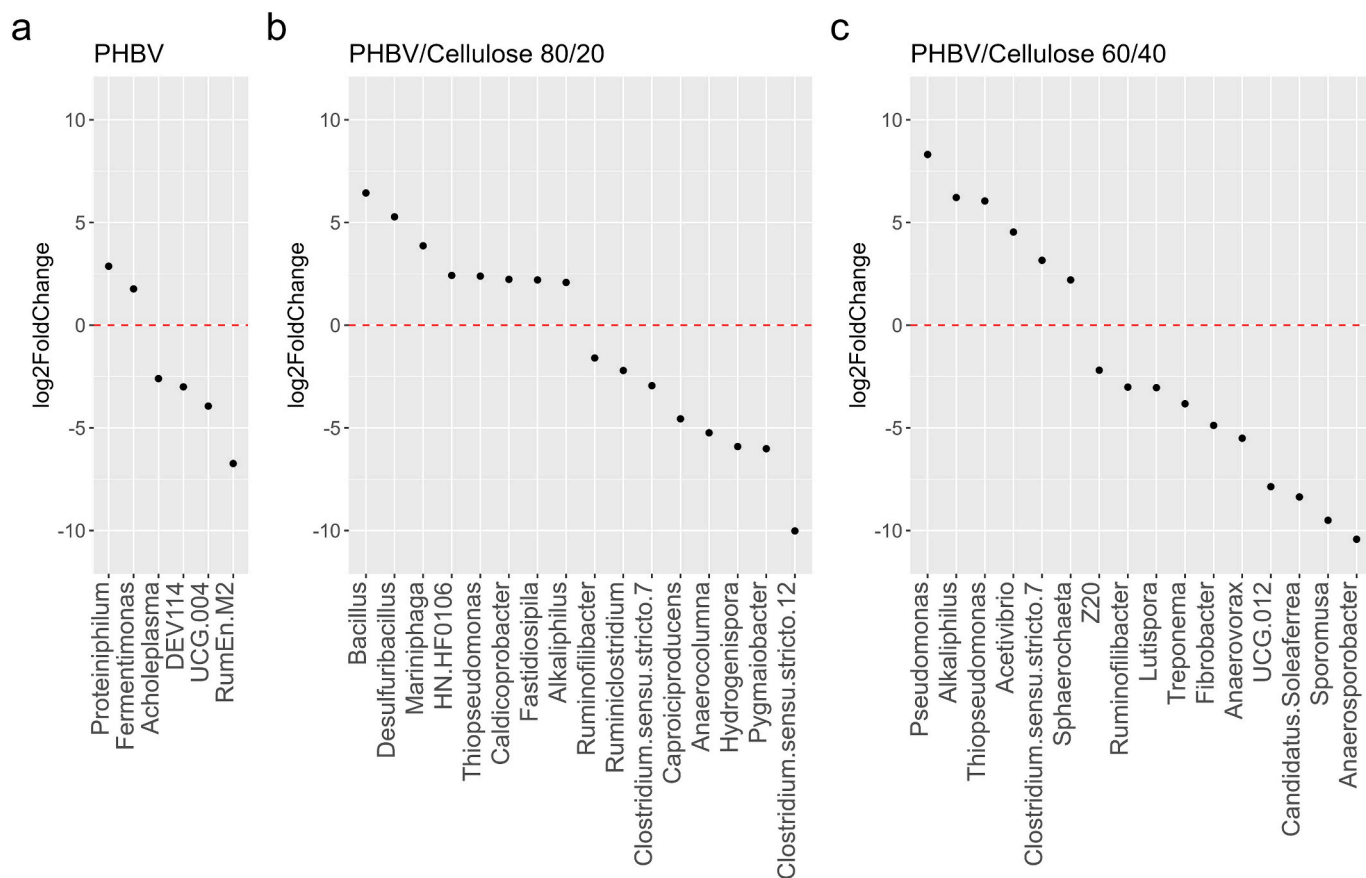 a
PHBV
log2FoldChange
10
5
0
-5
-10
Proteiniphilum
Fermentimonas
Acholeplasma
DEV114
UCG.004
RumEn.M2
b
PHBV/Cellulose 80/20
log2FoldChange
10
5
0
-5
-10
Bacillus
Desulfuribacillus
Mariniphaga
HN.HF0106
Thiopseudomonas
Caldicoprobacter
Fastidiosipila
Alkaliphilus
Ruminofilibacter
Ruminiclostridium
Clostridium.sensu.stricto.7
Caproiciproducens
Anaerocolumna
Hydrogenispora
Pygmaiobacter
Clostridium.sensu.stricto.12
c
PHBV/Cellulose 60/40
log2FoldChange
10
5
0
-5
-10
Pseudomonas
Alkaliphilus
Thiopseudomonas
Acetivibrio
Clostridium.sensu.stricto.7
Sphaerochaeta
Z20
Ruminofilibacter
Lutispora
Treponema
Fibrobacter
Anaerovorax
UCG.012
Candidatus.Soleaferrea
Sporomusa
Anaerosporobacter